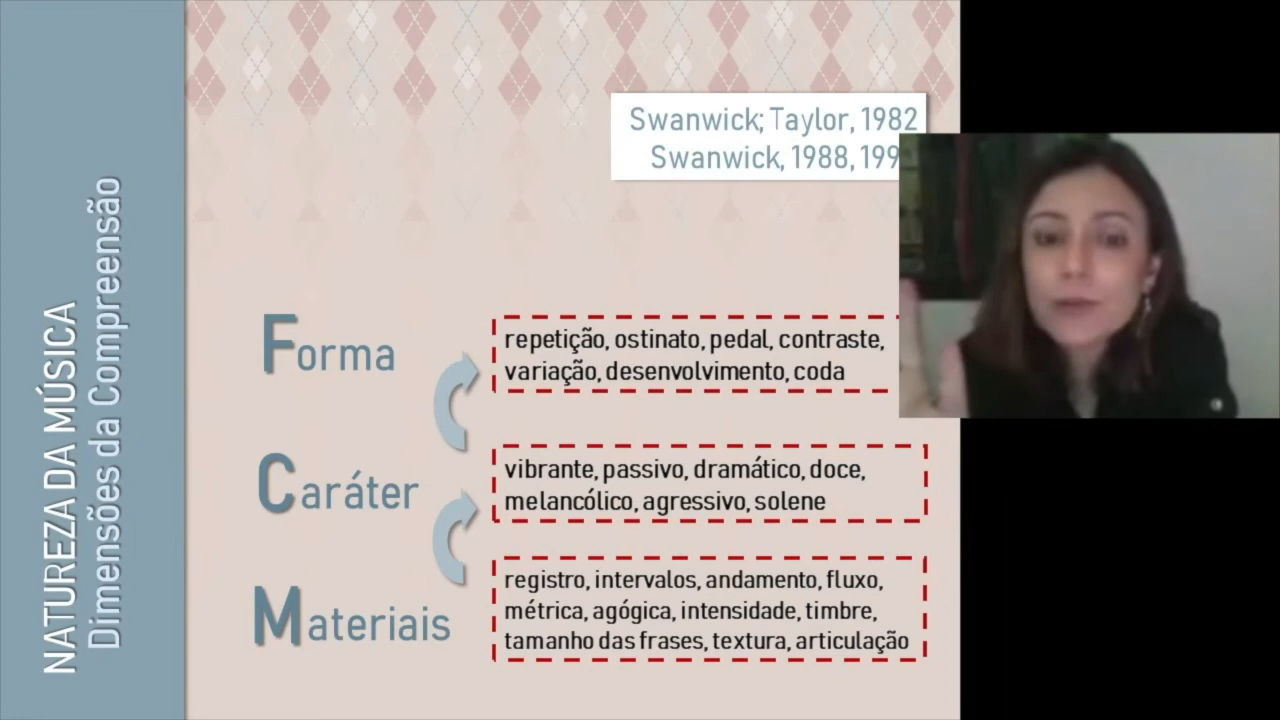 NATUREZA DA MÚSICA
Dimensões da Compreensão
Swanwick; Taylor, 1982
Swanwick, 1988,
Forma
repetição, ostinato, pedal, contraste,
variação, desenvolvimento, coda
Caráter
vibrante, passivo, dramático, doce,
melancólico, agressivo, solene
Materiais
registro, intervalos, andamento, fluxo,
métrica, agógica, intensidade, timbre,
tamanho das frases, textura, articulação